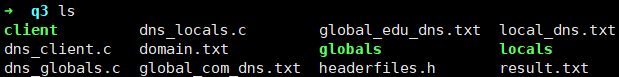 ➜ q3 ls
client dns_locals.c global_edu_dns.txt local_dns.txt
dns_client.c domain.txt globals locals
dns_globals.c global_com_dns.txt headerfiles.h result.txt